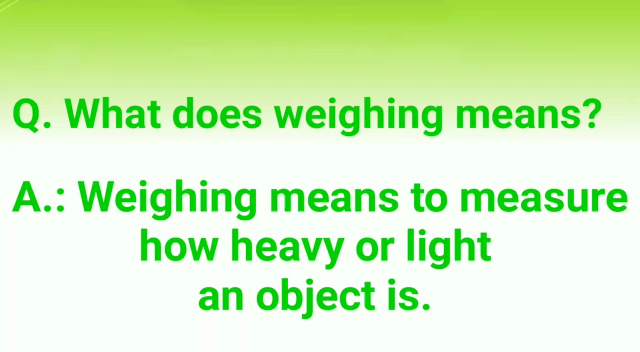 Q. What does weighing means?
A.: Weighing means to measure
how heavy or light
an object is.